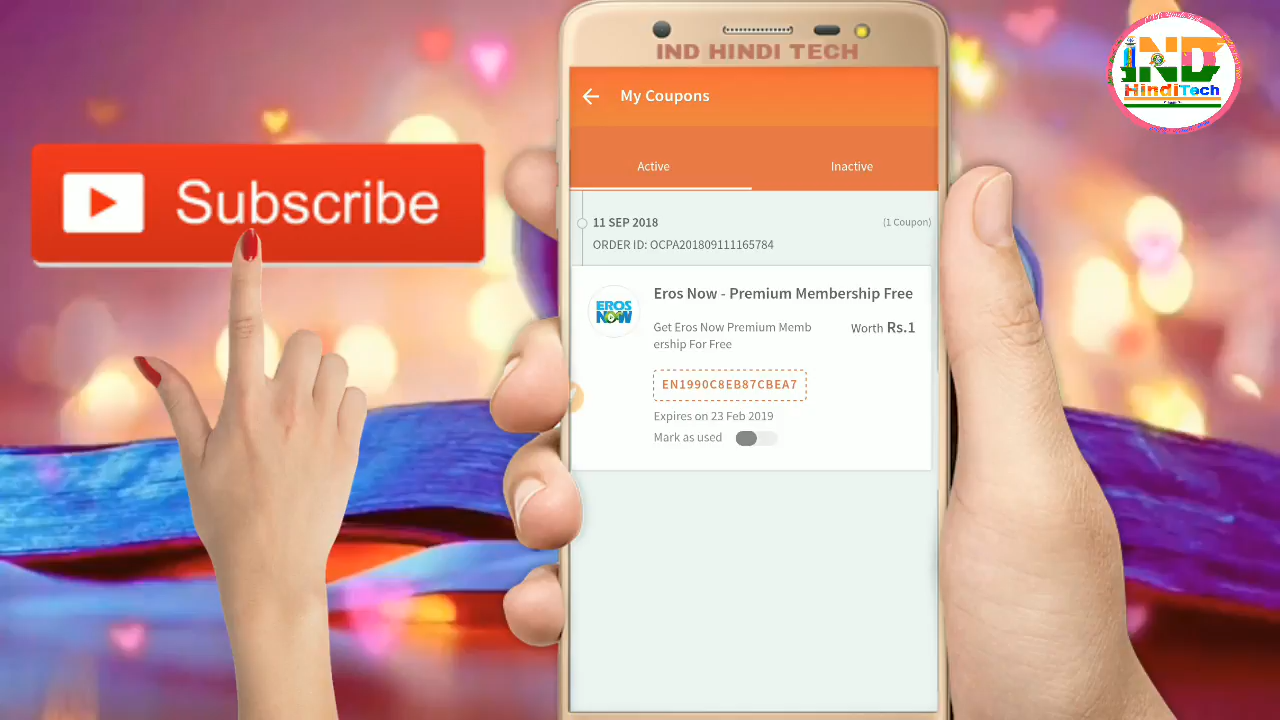 IND HINDI TECH
IND
HindiTech
Subscribe
My Coupons
Active
Inactive
11 SEP 2018
(1 Coupon)
ORDER ID: OCPA201809111165784
EROS
NOW
Eros Now - Premium Membership Free
Get Eros Now Premium Memb
ership For Free
Worth Rs.1
EN1990C8EB87CBEA7
Expires on 23 Feb 2019
Mark as used